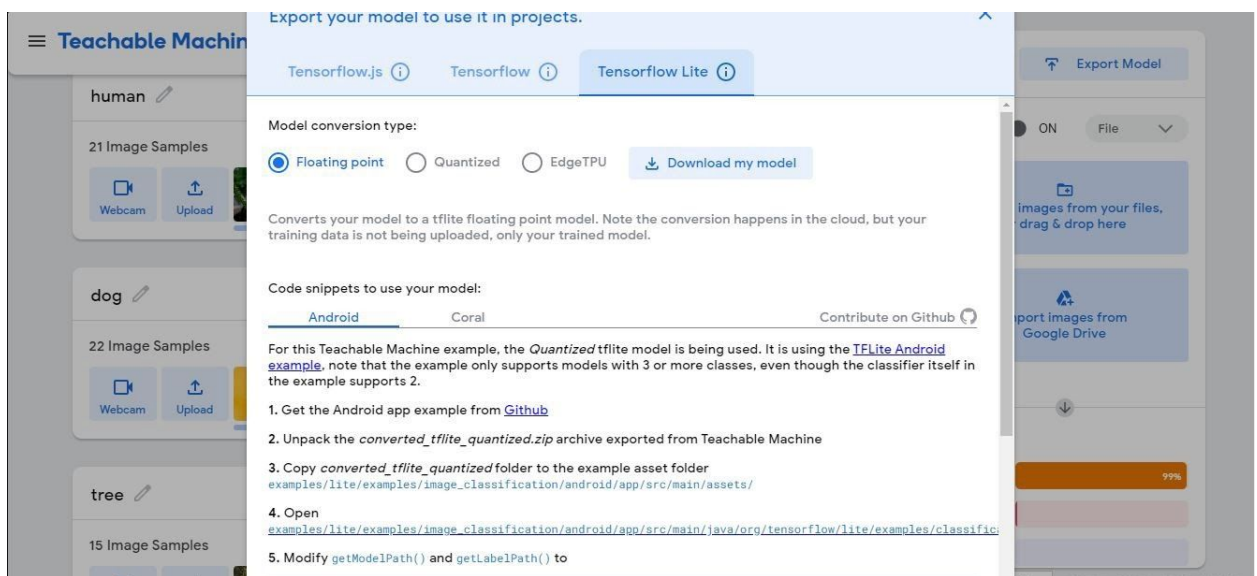 Export your model to use it in projects.
Teachable Machin
Tensorflow.js
Tensorflow
Tensorflow Lite
Export Model
human
21 Image Samples
Webcam
Upload
dog
22 Image Samples
Webcam
Upload
tree
15 Image Samples
Model conversion type:
Floating point
Quantized
EdgeTPU
Download my model
Converts your model to a tflite floating point model. Note the conversion happens in the cloud, but your
training data is not being uploaded, only your trained model.
Code snippets to use your model:
Android
Coral
Contribute on Github
For this Teachable Machine example, the Quantized tflite model is being used. It is using the TFLite Android
example, note that the example only supports models with 3 or more classes, even though the classifier itself in
the example supports 2.
1. Get the Android app example from Github
2. Unpack the converted_tflite_quantized.zip archive exported from Teachable Machine
3. Copy converted_tflite_quantized folder to the example asset folder
examples/lite/examples/image_classification/android/app/src/main/assets/
4. Open
examples/lite/examples/image_classification/android/app/src/main/java/org/tensorflow/lite/examples/classific
5. Modify getModelPath() and getLabelPath() to
ON
File
images from your files,
drag & drop here
port images from
Google Drive
99%